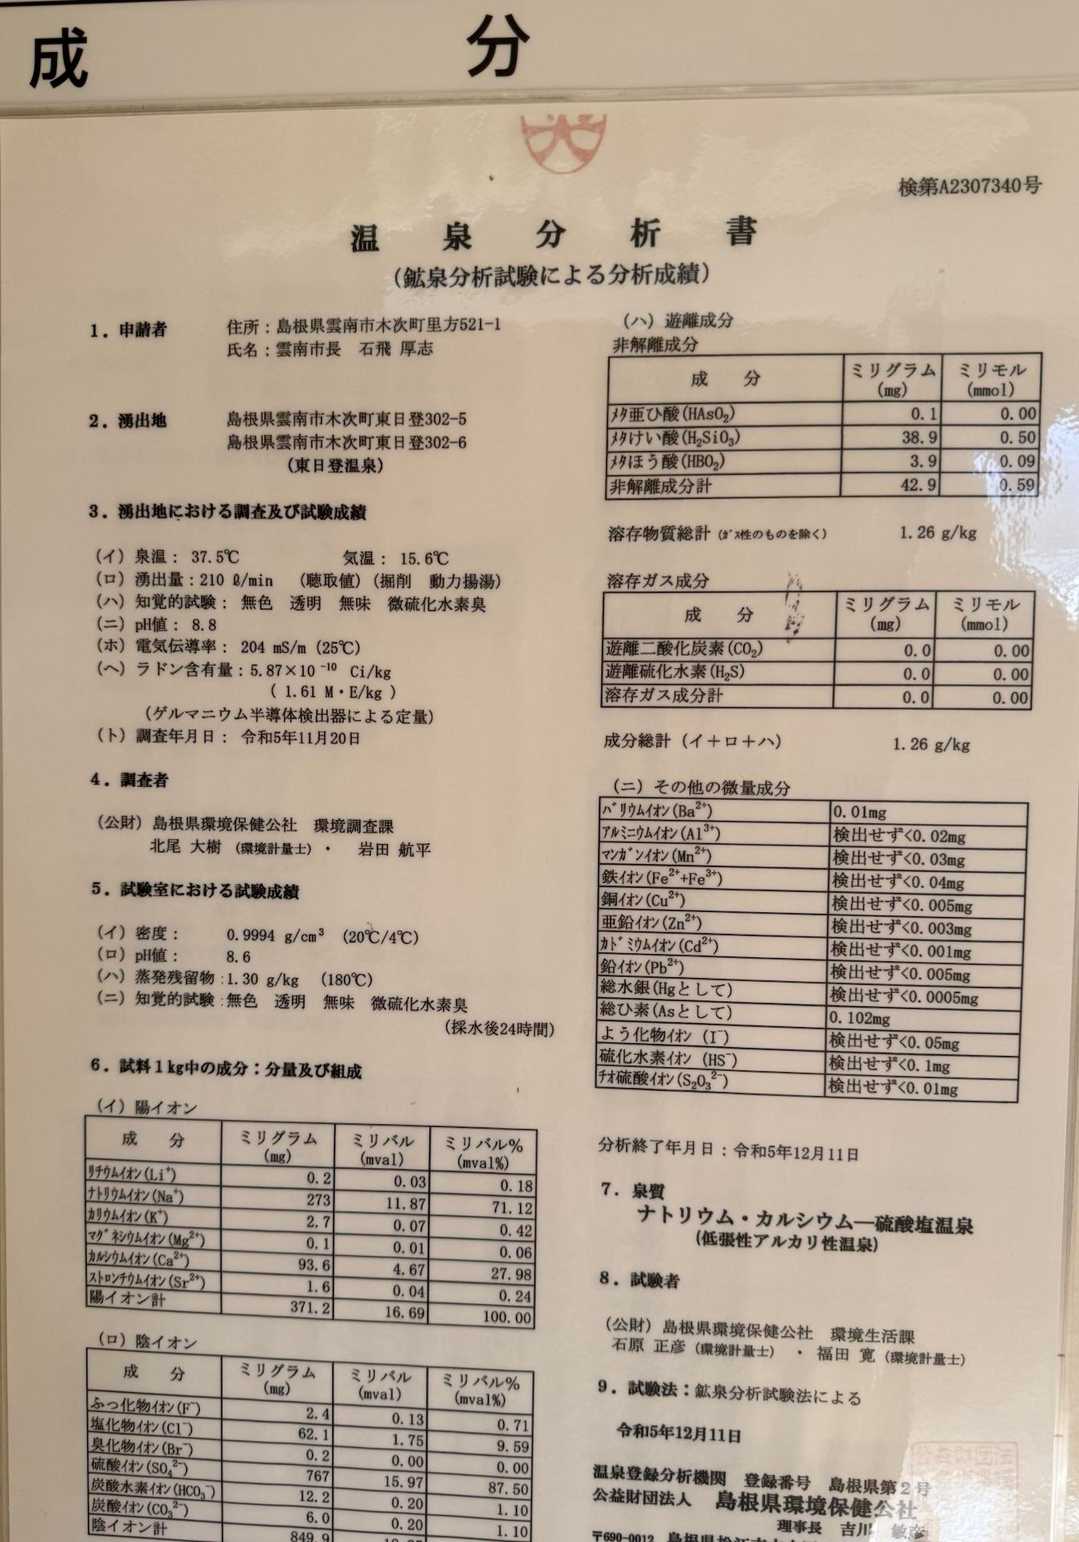 成 分
検第A2307340号
温泉分析書
(鉱泉分析試験による分析成績)
1.申請者 住所:島根県雲南市木次町里方521-1
氏名:雲南市長 石飛 厚志
2.湧出地 島根県雲南市木次町東日登302-5
島根県雲南市木次町東日登302-6
(東日登温泉)
3.湧出地における調査及び試験成績
(イ)泉温: 37.5℃ 気温: 15.6℃
(ロ)湧出量:210 ℓ/min (聴取値)(掘削 動力揚湯)
(ハ)知覚的試験: 無色 透明 無味 微硫化水素臭
(ニ)pH値: 8.8
(ホ)電気伝導率: 204 mS/m (25℃)
(ヘ)ラドン含有量:5.87×10⁻¹⁰ Ci/kg
( 1.61 M・E/kg )
(ゲルマニウム半導体検出器による定量)
(ト)調査年月日: 令和5年11月20日
4.調査者
(公財)島根県環境保健公社 環境調査課
北尾 大樹 (環境計量士)・ 岩田 航平
5.試験室における試験成績
(イ)密度: 0.9994 g/cm³ (20℃/4℃)
(ロ)pH値: 8.6
(ハ)蒸発残留物:1.30 g/kg (180℃)
(ニ)知覚的試験:無色 透明 無味 微硫化水素臭
(採水後24時間)
6.試料1kg中の成分:分量及び組成
(イ)陽イオン
成 分 ミリグラム(mg) ミリバル(mval) ミリバル%(mval%)
リチウムイオン(Li⁺) 0.2 0.03 0.18
ナトリウムイオン(Na⁺) 273 11.87 71.12
カリウムイオン(K⁺) 2.7 0.07 0.42
マグネシウムイオン(Mg²⁺) 0.1 0.01 0.06
カルシウムイオン(Ca²⁺) 93.6 4.67 27.98
ストロンチウムイオン(Sr²⁺) 1.6 0.04 0.24
陽イオン計 371.2 16.69 100.00
(ロ)陰イオン
成 分 ミリグラム(mg) ミリバル(mval) ミリバル%(mval%)
ふっ化物イオン(F⁻) 2.4 0.13 0.71
塩化物イオン(Cl⁻) 62.1 1.75 9.59
臭化物イオン(Br⁻) 0.2 0.00 0.00
硫酸イオン(SO₄²⁻) 767 15.97 87.50
炭酸水素イオン(HCO₃⁻) 12.2 0.20 1.10
炭酸イオン(CO₃²⁻) 6.0 0.20 1.10
陰イオン計 849.9
(ハ)遊離成分
非解離成分
成 分 ミリグラム(mg) ミリモル(mmol)
メタ亜ひ酸(HAsO₂) 0.1 0.00
メタけい酸(H₂SiO₃) 38.9 0.50
メタほう酸(HBO₂) 3.9 0.09
非解離成分計 42.9 0.59
溶存物質総計(ガス性のものを除く) 1.26 g/kg
溶存ガス成分
成 分 ミリグラム(mg) ミリモル(mmol)
遊離二酸化炭素(CO₂) 0.0 0.00
遊離硫化水素(H₂S) 0.0 0.00
溶存ガス成分計 0.0 0.00
成分総計(イ+ロ+ハ) 1.26 g/kg
(ニ)その他の微量成分
バリウムイオン(Ba²⁺) 0.01mg
アルミニウムイオン(Al³⁺) 検出せず<0.02mg
マンガンイオン(Mn²⁺) 検出せず<0.03mg
鉄イオン(Fe²⁺+Fe³⁺) 検出せず<0.04mg
銅イオン(Cu²⁺) 検出せず<0.005mg
亜鉛イオン(Zn²⁺) 検出せず<0.003mg
カドミウムイオン(Cd²⁺) 検出せず<0.001mg
鉛イオン(Pb²⁺) 検出せず<0.005mg
総水銀(Hgとして) 検出せず<0.0005mg
総ひ素(Asとして) 0.102mg
よう化物イオン(I⁻) 検出せず<0.05mg
硫化水素イオン(HS⁻) 検出せず<0.1mg
チオ硫酸イオン(S₂O₃²⁻) 検出せず<0.01mg
分析終了年月日:令和5年12月11日
7.泉質
ナトリウム・カルシウム―硫酸塩温泉
(低張性アルカリ性温泉)
8.試験者
(公財)島根県環境保健公社 環境生活課
石原 正彦(環境計量士) ・福田 寛(環境計量士)
9.試験法:鉱泉分析試験法による
令和5年12月11日
温泉登録分析機関 登録番号 島根県第2号
公益財団法人 島根県環境保健公社
理事長 吉川 敏彦
〒690-0012